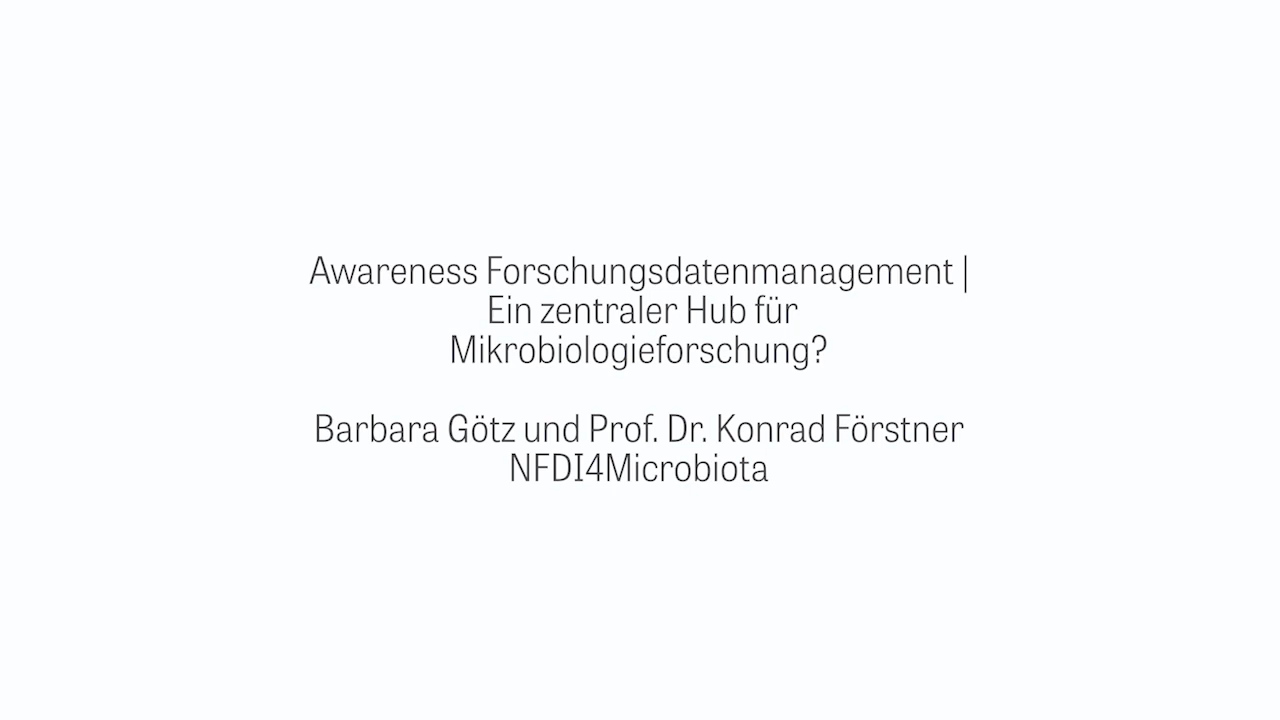 Awareness Forschungsdatenmanagement |
Ein zentraler Hub für
Mikrobiologieforschung?
Barbara Götz und Prof. Dr. Konrad Förstner
NFDI4Microbiota